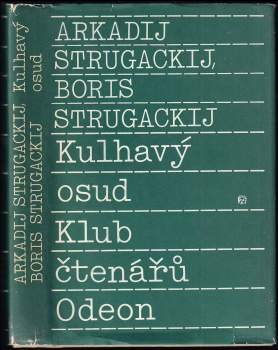 ARKADIJ STRUGACKIJ, Kulhavý
BORIS STRUGACKIJ osud
ARKADIJ
STRUGACKIJ,
BORIS
STRUGACKIJ
Kulhavý
osud
Klub
čtenářů
Odeon